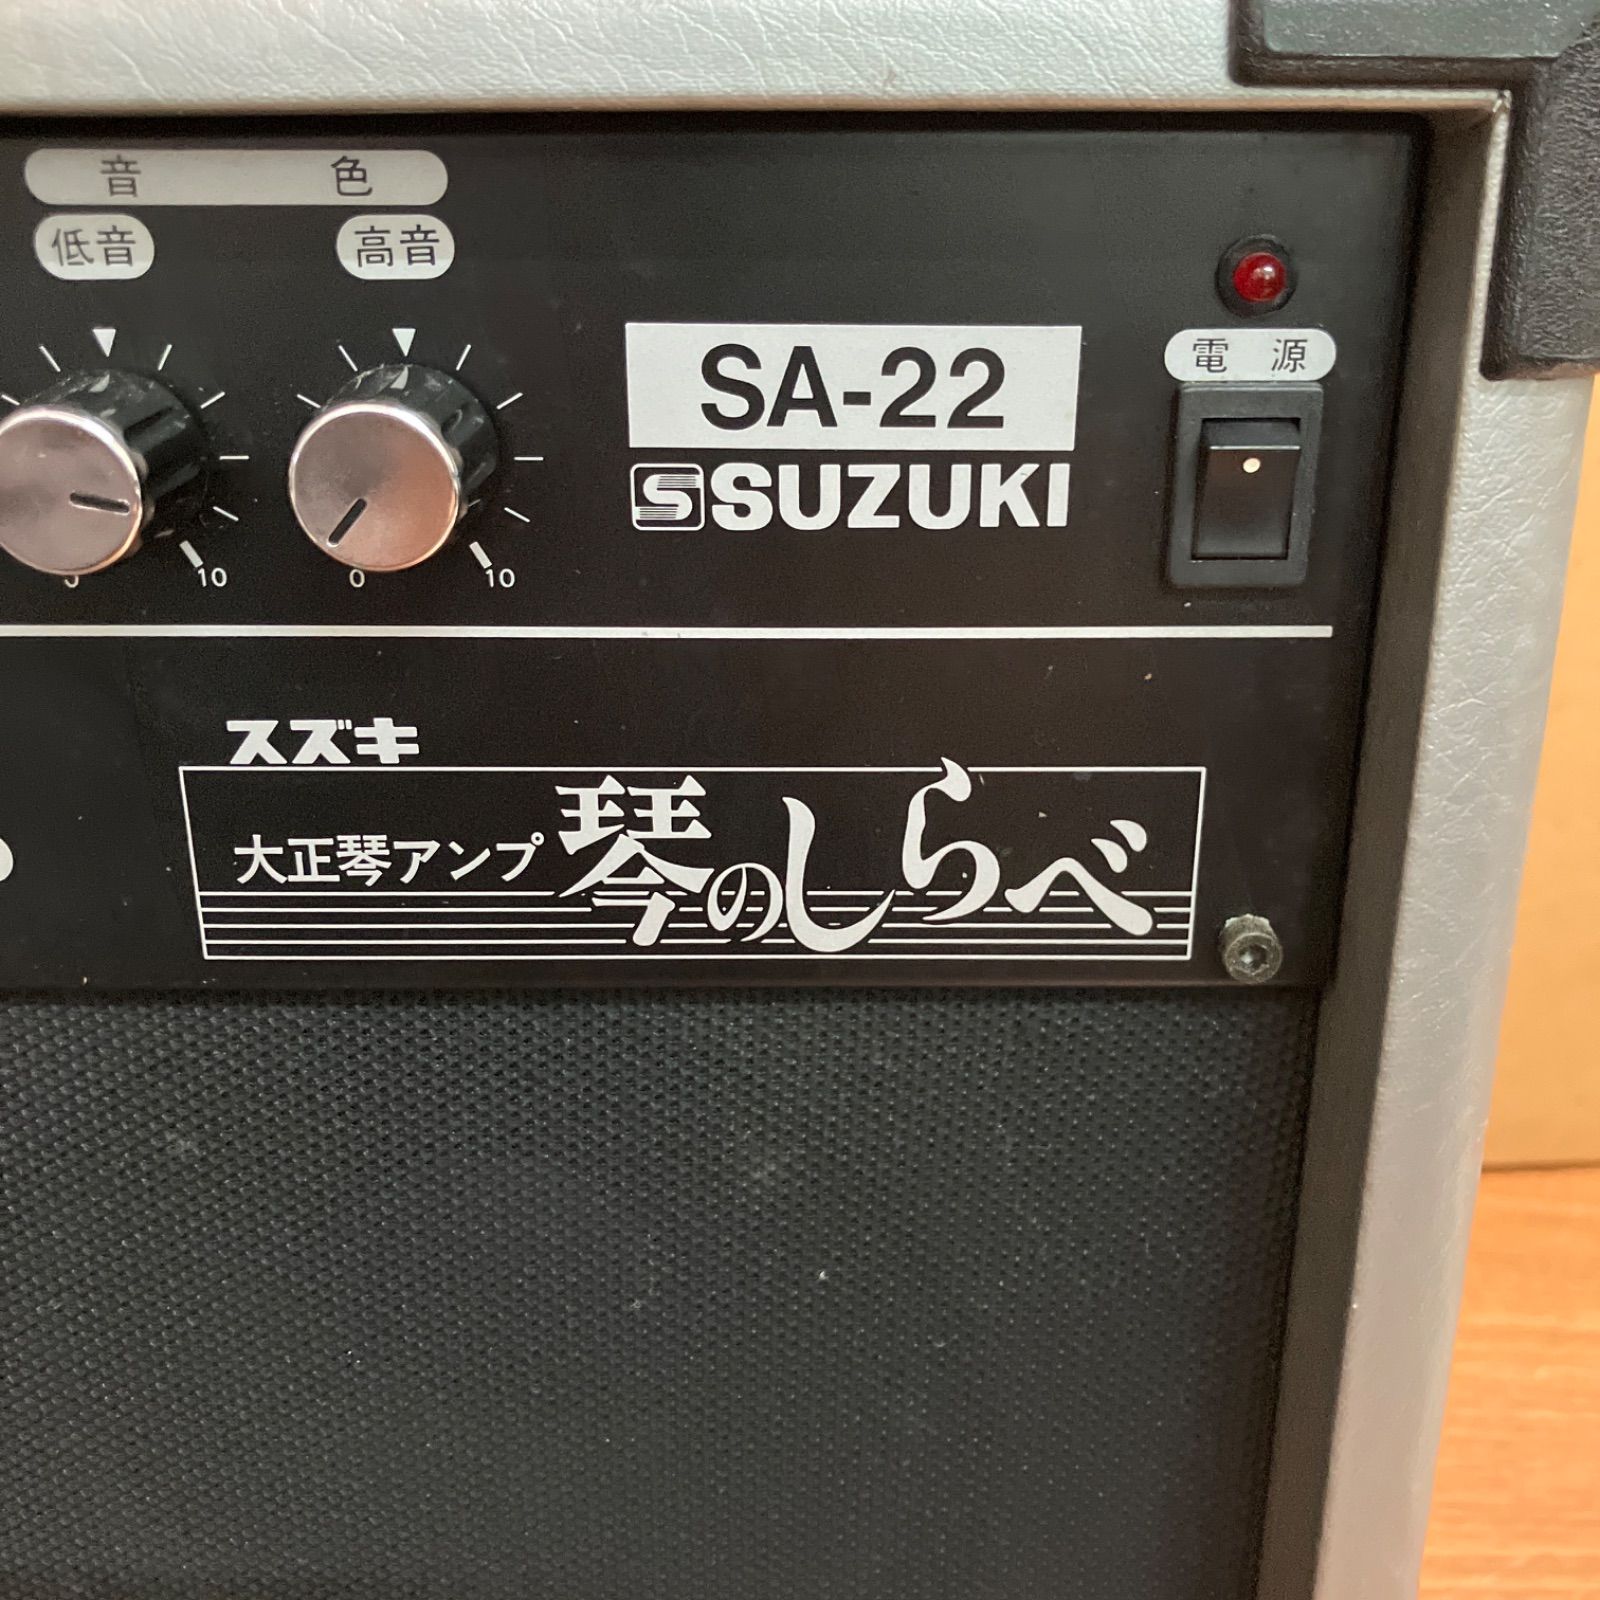 音 色
低音 高音
電 源
SA-22
S SUZUKI
10 0 10
スズキ
大正琴アンプ 琴のしらべ